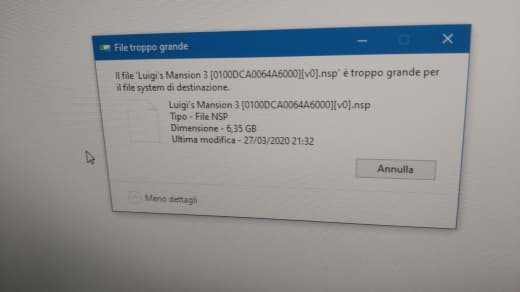 File troppo grande
Il file 'Luigi's Mansion 3 [0100DCA0064A6000][v0].nsp' è troppo grande per
il file system di destinazione.
Luigi's Mansion 3 [0100DCA0064A6000][v0].nsp
Tipo - File NSP
Dimensione - 6,35 GB
Ultima modifica - 27/03/2020 21:32
Annulla
Meno dettagli